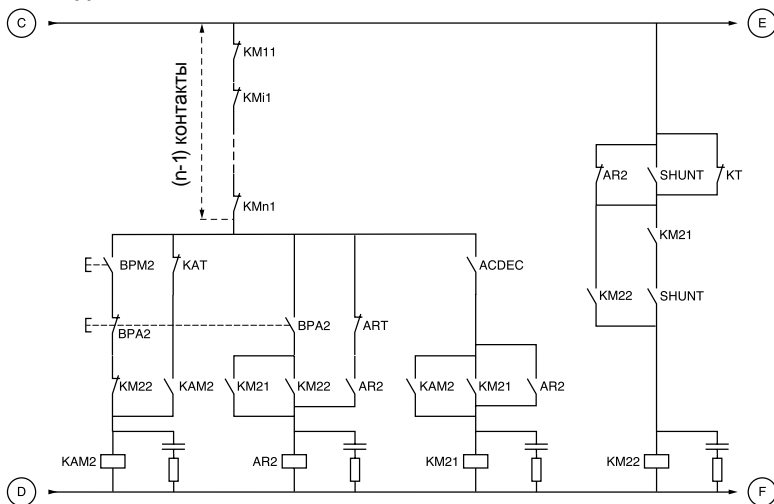 C
E
KM11
KMi1
(n-1) контакты
AR2
SHUNT
KT
KMn1
KM21
BPM2
KAT
ACDEC
KM22
SHUNT
BPA2
BPA2
ART
KM22
KAM2
KM21
KM22
AR2
KAM2
KM21
AR2
KAM2
AR2
KM21
KM22
D
F